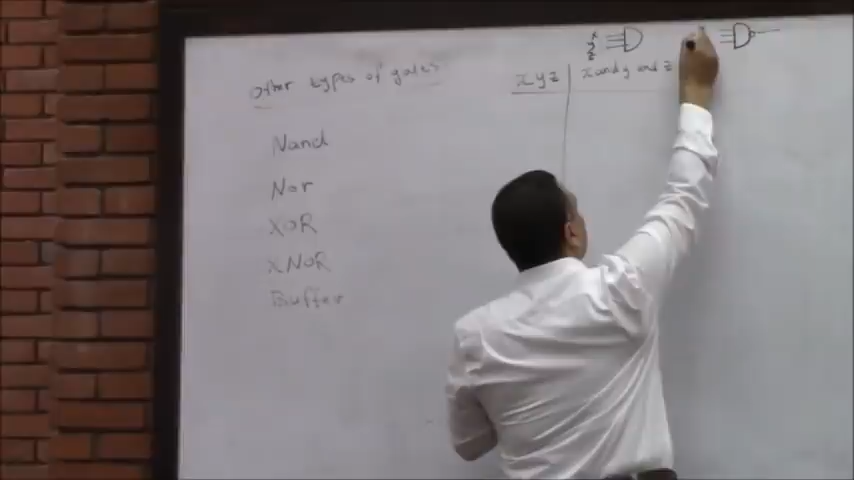 Other types of gates
Nand
Nor
XOR
XNOR
Buffer
x
y
z
x y z
x and y and z